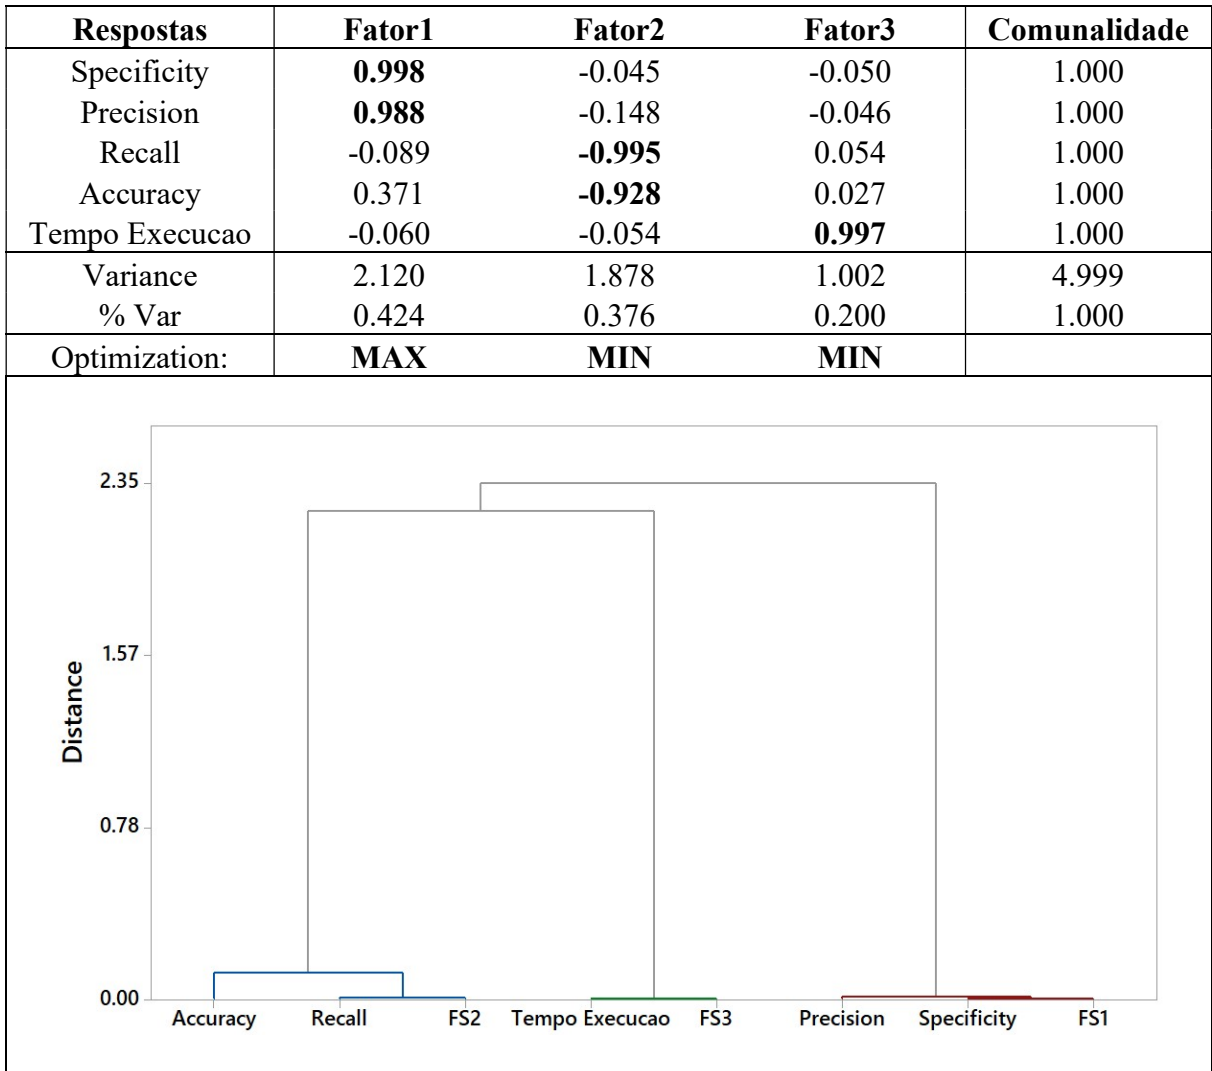 Respostas Fator1 Fator2 Fator3 Comunalidade
Specificity 0.998 -0.045 -0.050 1.000
Precision 0.988 -0.148 -0.046 1.000
Recall -0.089 -0.995 0.054 1.000
Accuracy 0.371 -0.928 0.027 1.000
Tempo Execucao -0.060 -0.054 0.997 1.000
Variance 2.120 1.878 1.002 4.999
% Var 0.424 0.376 0.200 1.000
Optimization: MAX MIN MIN
2.35
1.57
Distance
0.78
0.00
Accuracy Recall FS2 Tempo Execucao FS3 Precision Specificity FS1